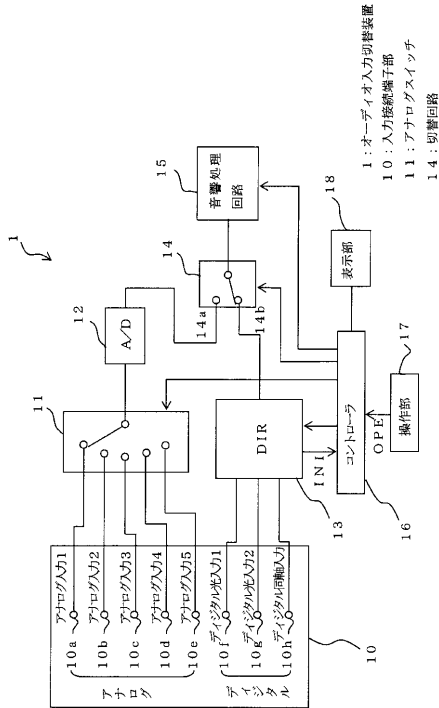 1
アナログ
10a
アナログ入力1
10b
アナログ入力2
10c
アナログ入力3
10d
アナログ入力4
10e
アナログ入力5
ディジタル
10f
ディジタル光入力1
10g
ディジタル光入力2
10h
ディジタル同軸入力
10
11
12
A/D
13
DIR
INI
14
14a
14b
15
音響処理
回路
16
コントローラ
OPE
17
操作部
18
表示部
1:オーディオ入力切替装置
10:入力接続端子部
11:アナログスイッチ
14:切替回路